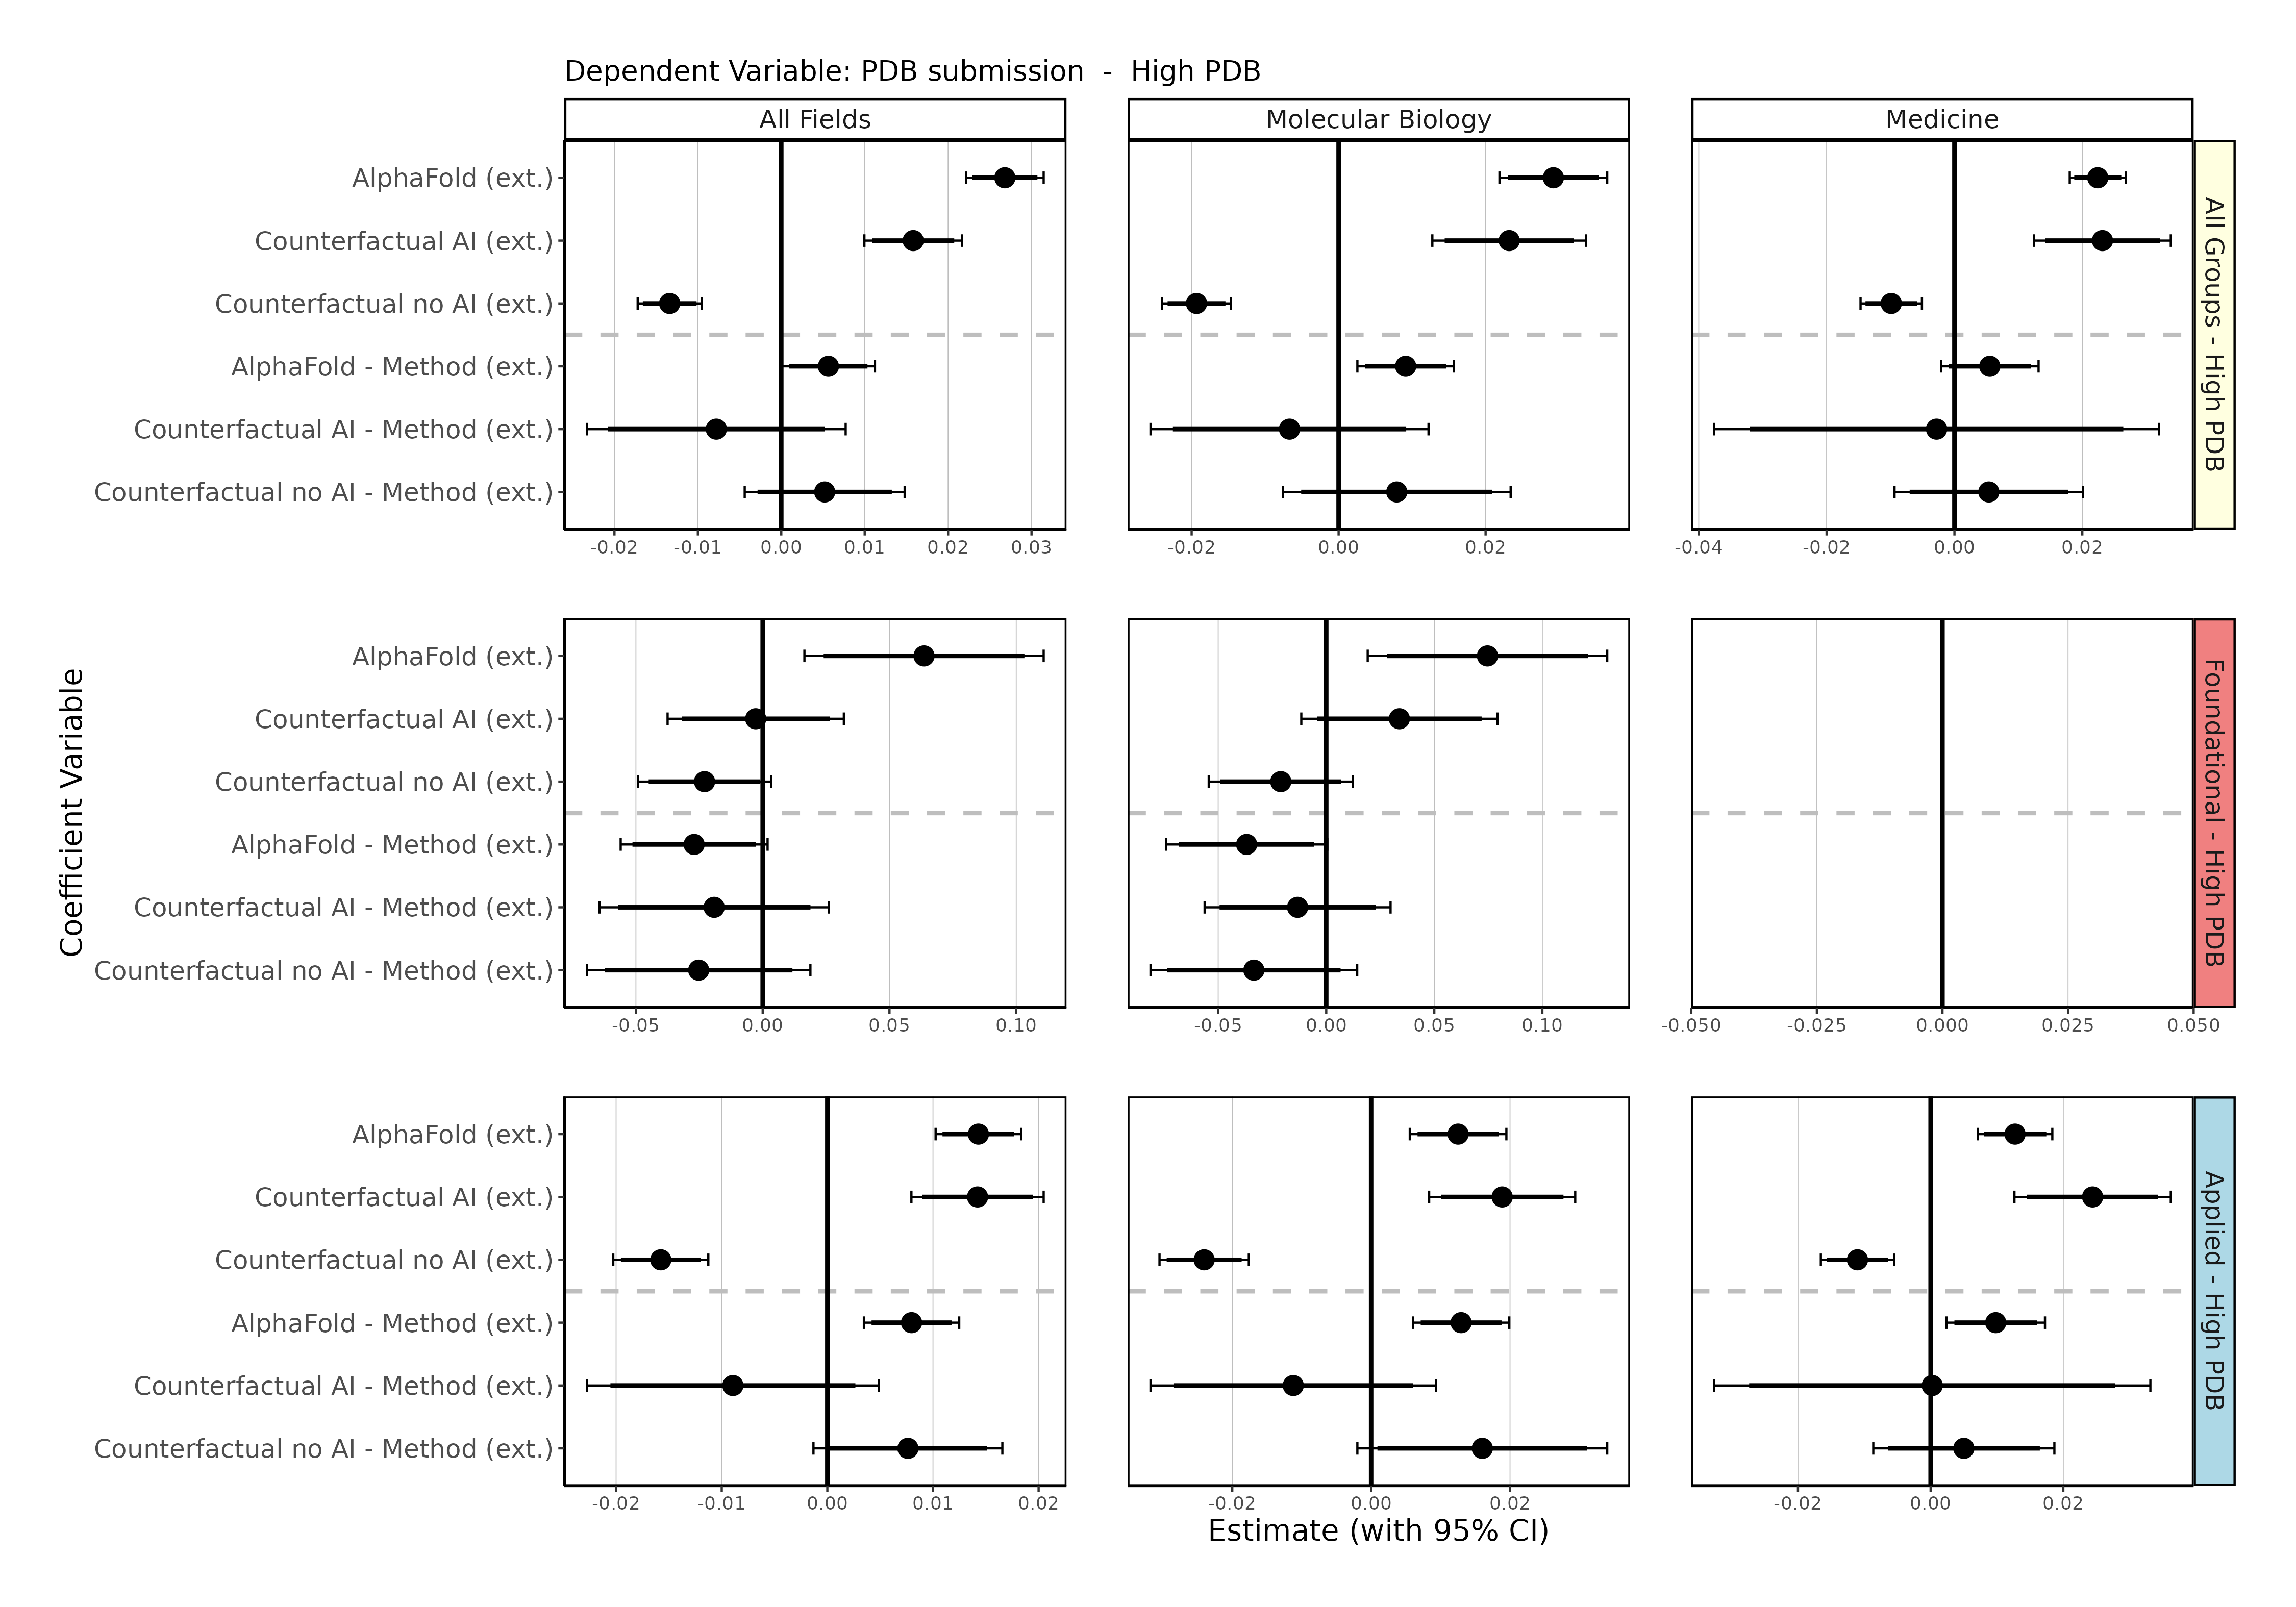 Dependent Variable: PDB submission  -  High PDB
All Fields
Molecular Biology
Medicine
AlphaFold (ext.)
Counterfactual AI (ext.)
Counterfactual no AI (ext.)
AlphaFold - Method (ext.)
Counterfactual AI - Method (ext.)
Counterfactual no AI - Method (ext.)
All Groups - High PDB
-0.02 -0.01 0.00 0.01 0.02 0.03
-0.02 0.00 0.02
-0.04 -0.02 0.00 0.02
Coefficient Variable
AlphaFold (ext.)
Counterfactual AI (ext.)
Counterfactual no AI (ext.)
AlphaFold - Method (ext.)
Counterfactual AI - Method (ext.)
Counterfactual no AI - Method (ext.)
Foundational - High PDB
-0.05 0.00 0.05 0.10
-0.05 0.00 0.05 0.10
-0.050 -0.025 0.000 0.025 0.050
AlphaFold (ext.)
Counterfactual AI (ext.)
Counterfactual no AI (ext.)
AlphaFold - Method (ext.)
Counterfactual AI - Method (ext.)
Counterfactual no AI - Method (ext.)
Applied - High PDB
-0.02 -0.01 0.00 0.01 0.02
-0.02 0.00 0.02
-0.02 0.00 0.02
Estimate (with 95% CI)